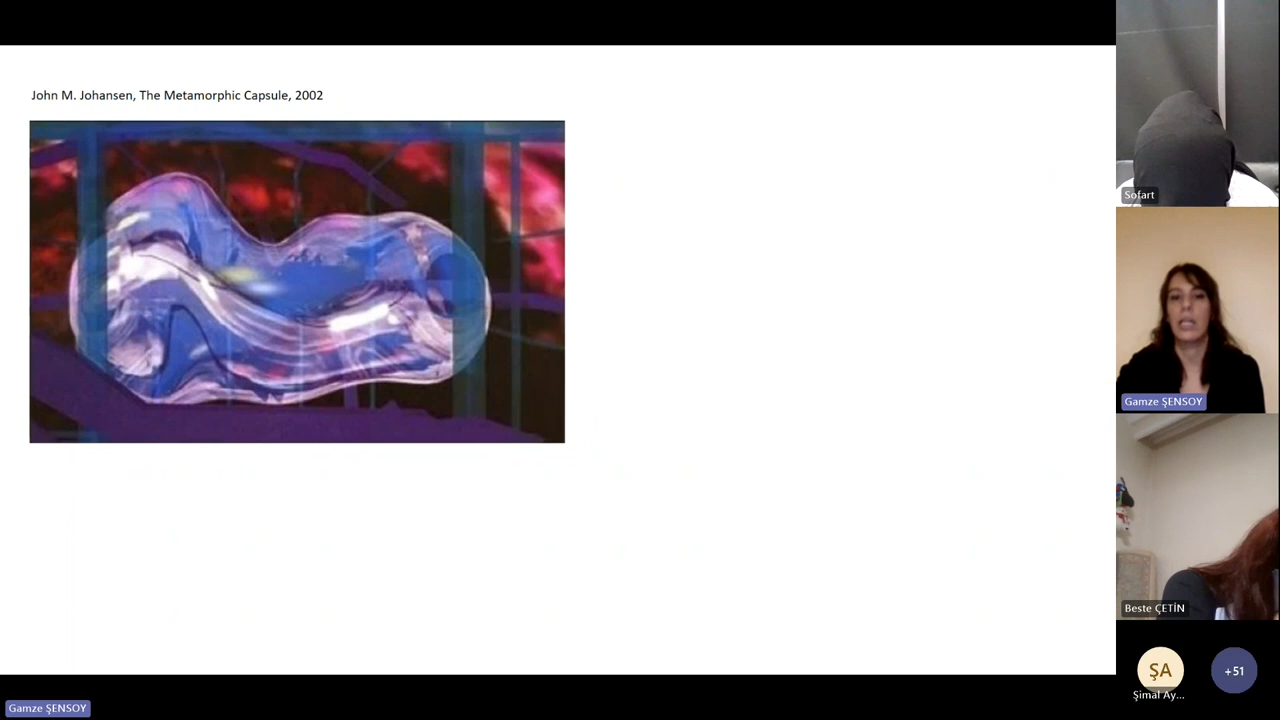 John M. Johansen, The Metamorphic Capsule, 2002
Sofart
Gamze ŞENSOY
Beste ÇETİN
ŞA
+51
Şimal Ay...
Gamze ŞENSOY